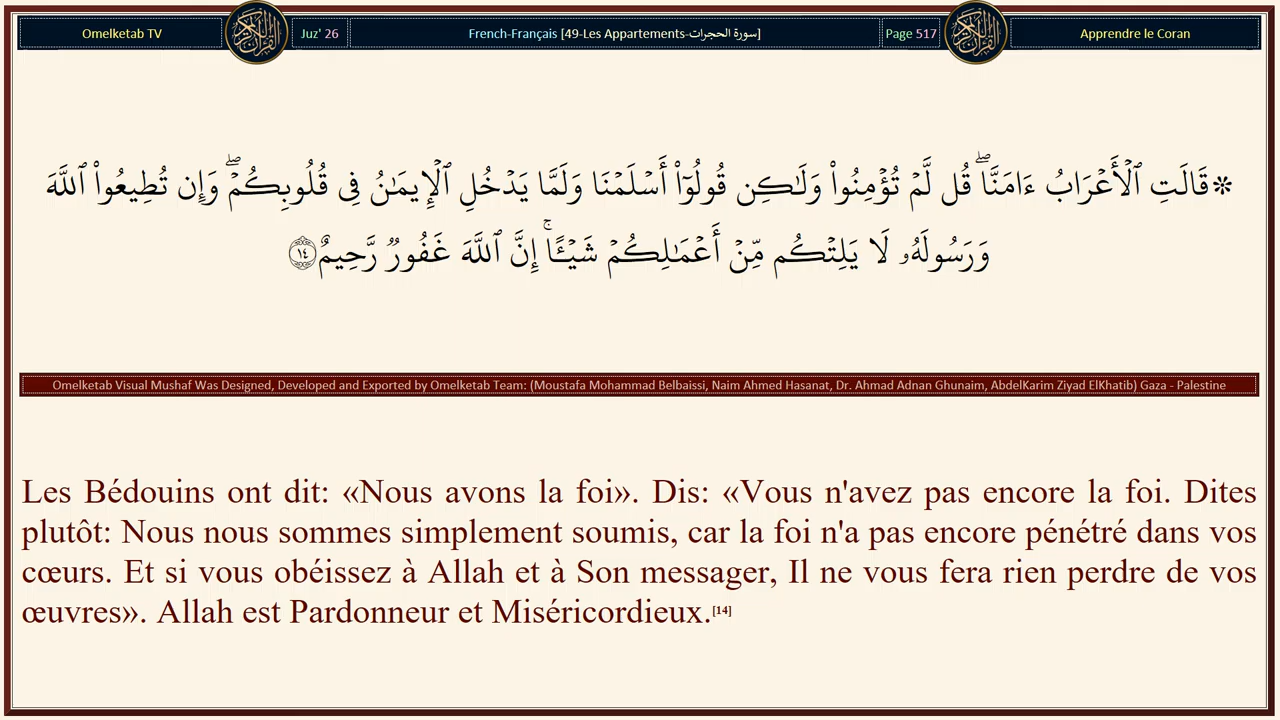 Omelketab TV
Juz' 26
French-Français [49-Les Appartements-سورة الحجرات]
Page 517
Apprendre le Coran
۞ قَالَتِ ٱلۡأَعۡرَابُ ءَامَنَّاۖ قُل لَّمۡ تُؤۡمِنُواْ وَلَٰكِن قُولُوٓاْ أَسۡلَمۡنَا وَلَمَّا يَدۡخُلِ ٱلۡإِيمَٰنُ فِي قُلُوبِكُمۡۖ وَإِن تُطِيعُواْ ٱللَّهَ
وَرَسُولَهُۥ لَا يَلِتۡكُم مِّنۡ أَعۡمَٰلِكُمۡ شَيۡـًٔاۚ إِنَّ ٱللَّهَ غَفُورٞ رَّحِيمٌ ١٤
Omelketab Visual Mushaf Was Designed, Developed and Exported by Omelketab Team: (Moustafa Mohammad Belbaissi, Naim Ahmed Hasanat, Dr. Ahmad Adnan Ghunaim, AbdelKarim Ziyad ElKhatib) Gaza - Palestine
Les Bédouins ont dit: «Nous avons la foi». Dis: «Vous n'avez pas encore la foi. Dites
plutôt: Nous nous sommes simplement soumis, car la foi n'a pas encore pénétré dans vos
cœurs. Et si vous obéissez à Allah et à Son messager, Il ne vous fera rien perdre de vos
œuvres». Allah est Pardonneur et Miséricordieux.[14]